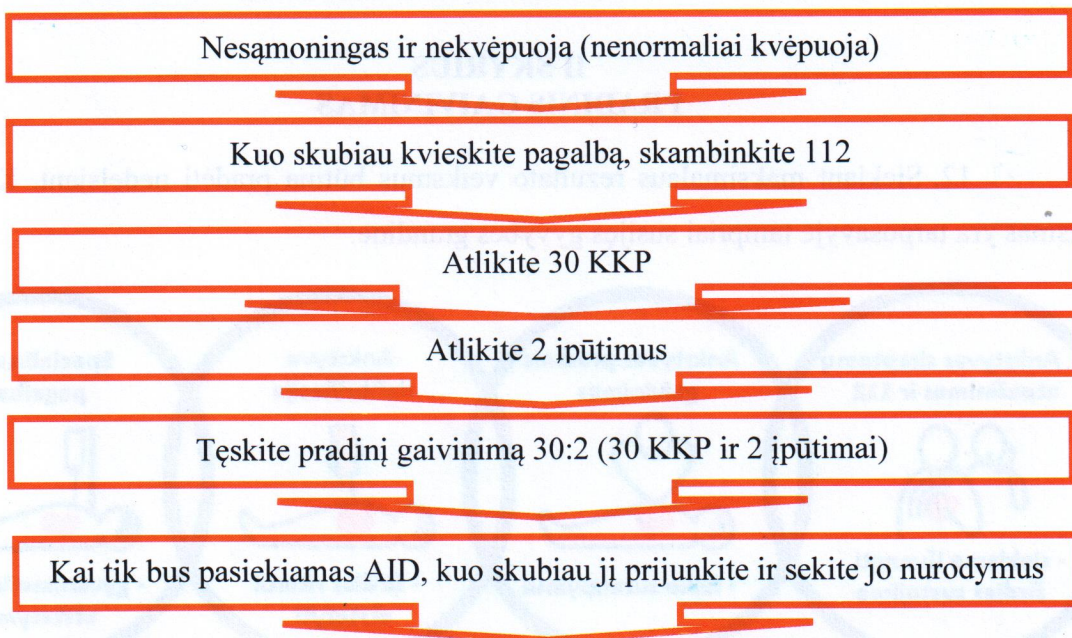 Nesąmoningas ir nekvėpuoja (nenormaliai kvėpuoja)
Kuo skubiau kvieskite pagalbą, skambinkite 112
Atlikite 30 KKP
Atlikite 2 įpūtimus
Tęskite pradinį gaivinimą 30:2 (30 KKP ir 2 įpūtimai)
Kai tik bus pasiekiamas AID, kuo skubiau jį prijunkite ir sekite jo nurodymus